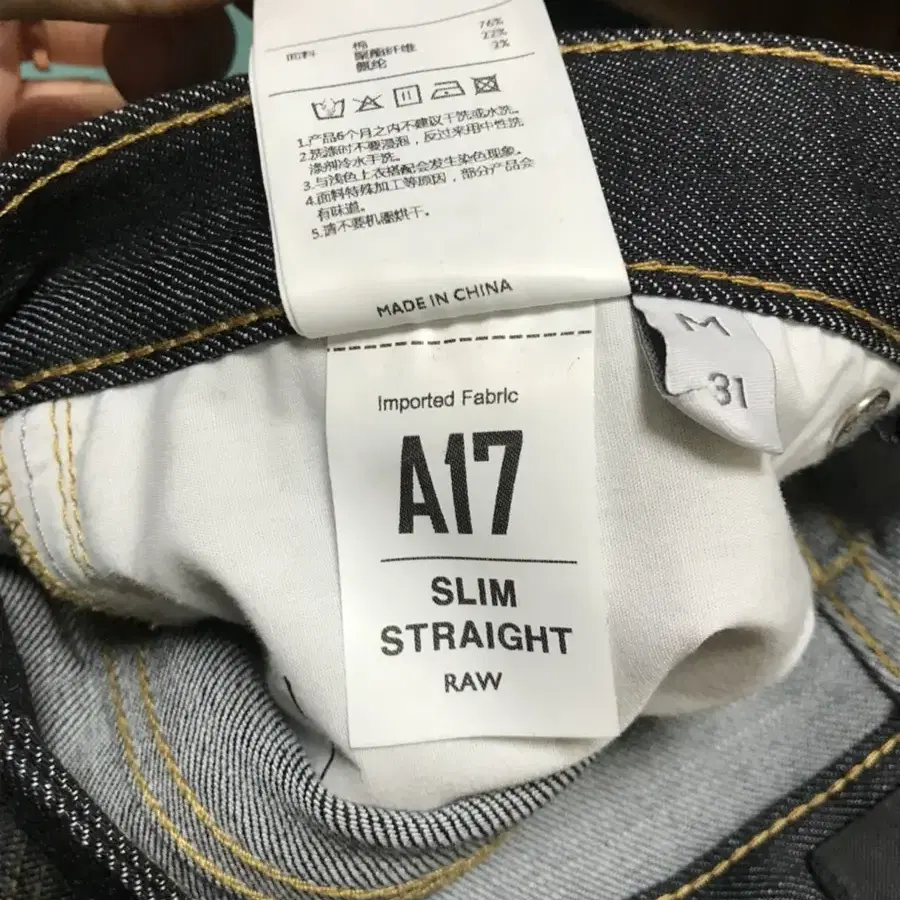 76%
面料 棉 22%
聚酯纤维 2%
氨纶
1.产品6个月之内不建议干洗或水洗。
2.洗涤时不要浸泡，反过来用中性洗
涤剂冷水手洗。
3.与浅色上衣搭配会发生染色现象。
4.面料特殊加工等原因，部分产品会
有味道。
5.请不要机器烘干。
MADE IN CHINA
M
31
Imported Fabric
A17
SLIM
STRAIGHT
RAW